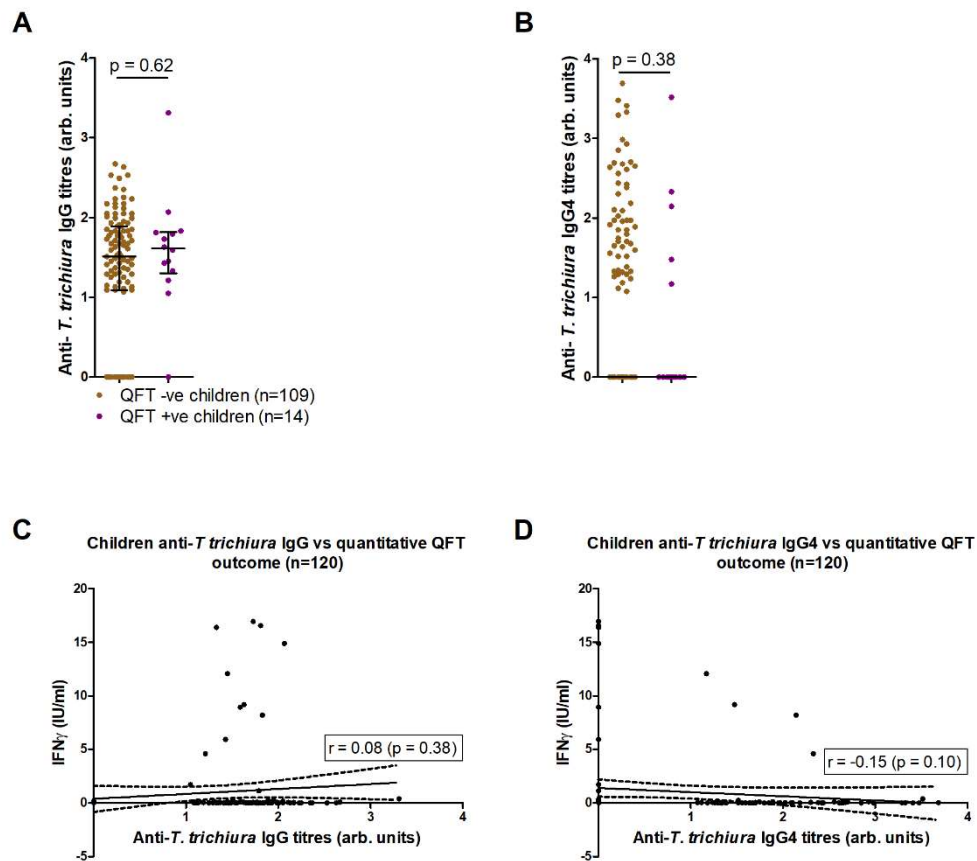 A
p = 0.62
Anti- T. trichiura IgG titres (arb. units)
4
3
2
1
0
QFT -ve children (n=109)
QFT +ve children (n=14)
B
p = 0.38
Anti- T. trichiura IgG4 titres (arb. units)
4
3
2
1
0
C
Children anti-T trichiura IgG vs quantitative QFT
outcome (n=120)
IFNγ (IU/ml)
20
15
10
5
0
-5
r = 0.08 (p = 0.38)
1
2
3
4
Anti-T. trichiura IgG titres (arb. units)
D
Children anti-T trichiura IgG4 vs quantitative QFT
outcome (n=120)
IFNγ (IU/ml)
20
15
10
5
0
-5
r = -0.15 (p = 0.10)
1
2
3
4
Anti-T. trichiura IgG4 titres (arb. units)